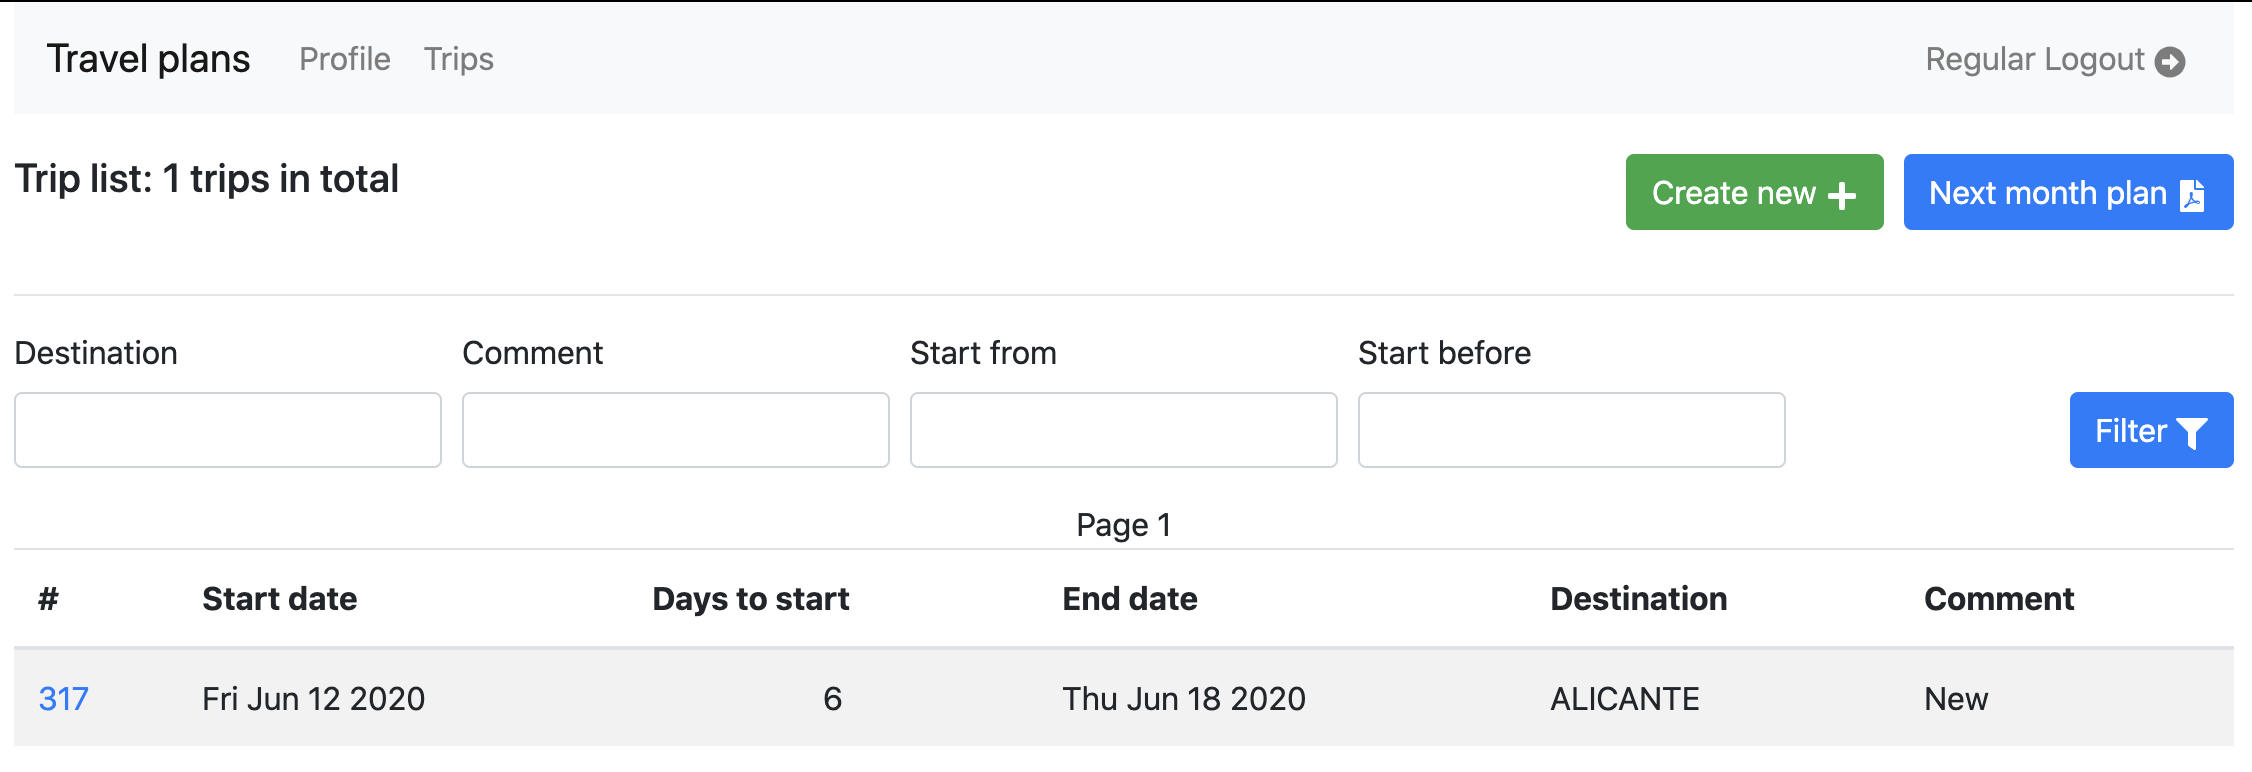 Travel plans Profile Trips Regular Logout
Trip list: 1 trips in total Create new Next month plan
Destination Comment Start from Start before
Filter
Page 1
# Start date Days to start End date Destination Comment
317 Fri Jun 12 2020 6 Thu Jun 18 2020 ALICANTE New